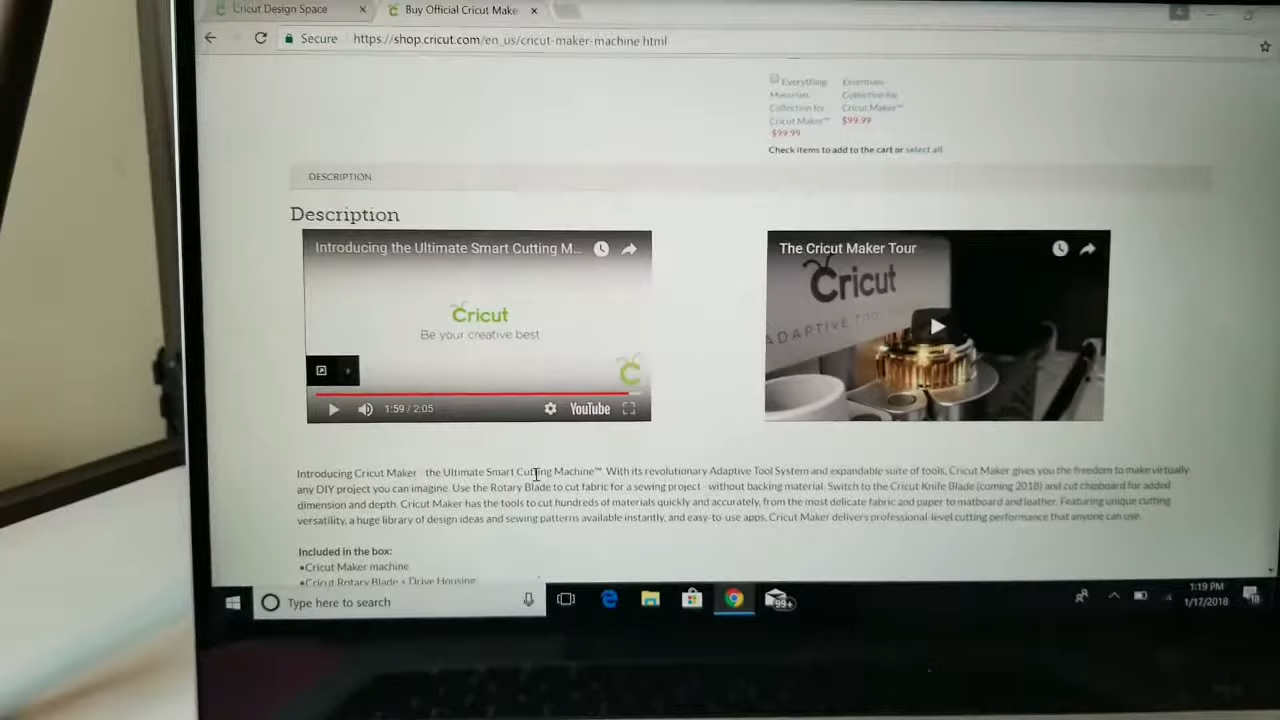 Cricut Design Space
Buy Official Cricut Make
Secure https://shop.cricut.com/en_us/cricut-maker-machine.html
Everything Essentials
Materials Collection for
Collection for Cricut Maker™
Cricut Maker™ $99.99
$99.99
Check items to add to the cart or select all
DESCRIPTION
Description
Introducing the Ultimate Smart Cutting M...
The Cricut Maker Tour
Cricut
Be your creative best
1:59 / 2:05 YouTube
Cricut
ADAPTIVE
Introducing Cricut Maker - the Ultimate Smart Cutting Machine™. With its revolutionary Adaptive Tool System and expandable suite of tools, Cricut Maker gives you the freedom to make virtually
any DIY project you can imagine. Use the Rotary Blade to cut fabric for a sewing project - without backing material. Switch to the Cricut Knife Blade (coming 2018) and cut chipboard for added
dimension and depth. Cricut Maker has the tools to cut hundreds of materials quickly and accurately, from the most delicate fabric and paper to matboard and leather. Featuring unique cutting
versatility, a huge library of design ideas and sewing patterns available instantly, and easy-to-use apps, Cricut Maker delivers professional-level cutting performance that anyone can use.
Included in the box:
•Cricut Maker machine
•Cricut Rotary Blade + Drive Housing
Type here to search
99+
1:19 PM
1/17/2018